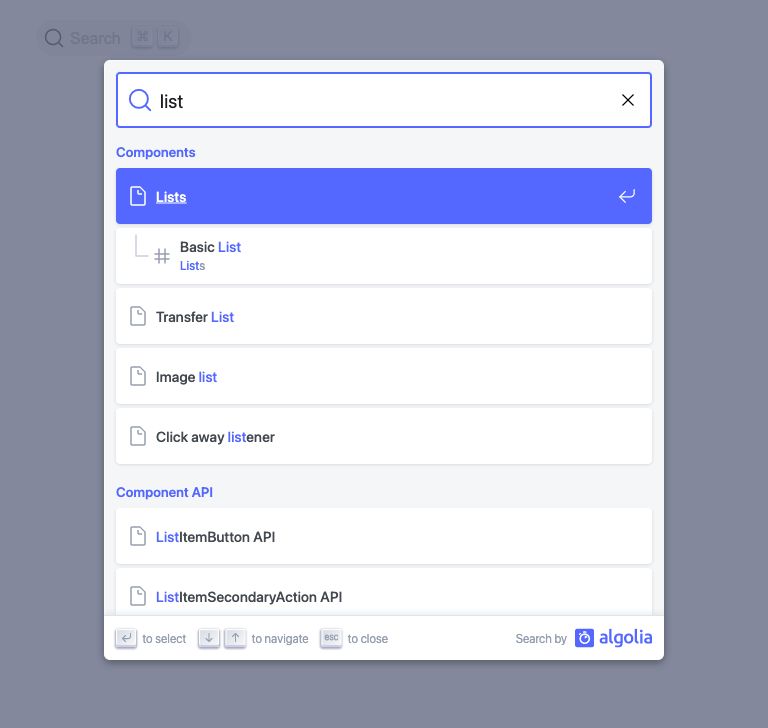 Search ⌘ K
list
Components
Lists
Basic List
Lists
Transfer List
Image list
Click away listener
Component API
ListItemButton API
ListItemSecondaryAction API
to select to navigate esc to close Search by algolia